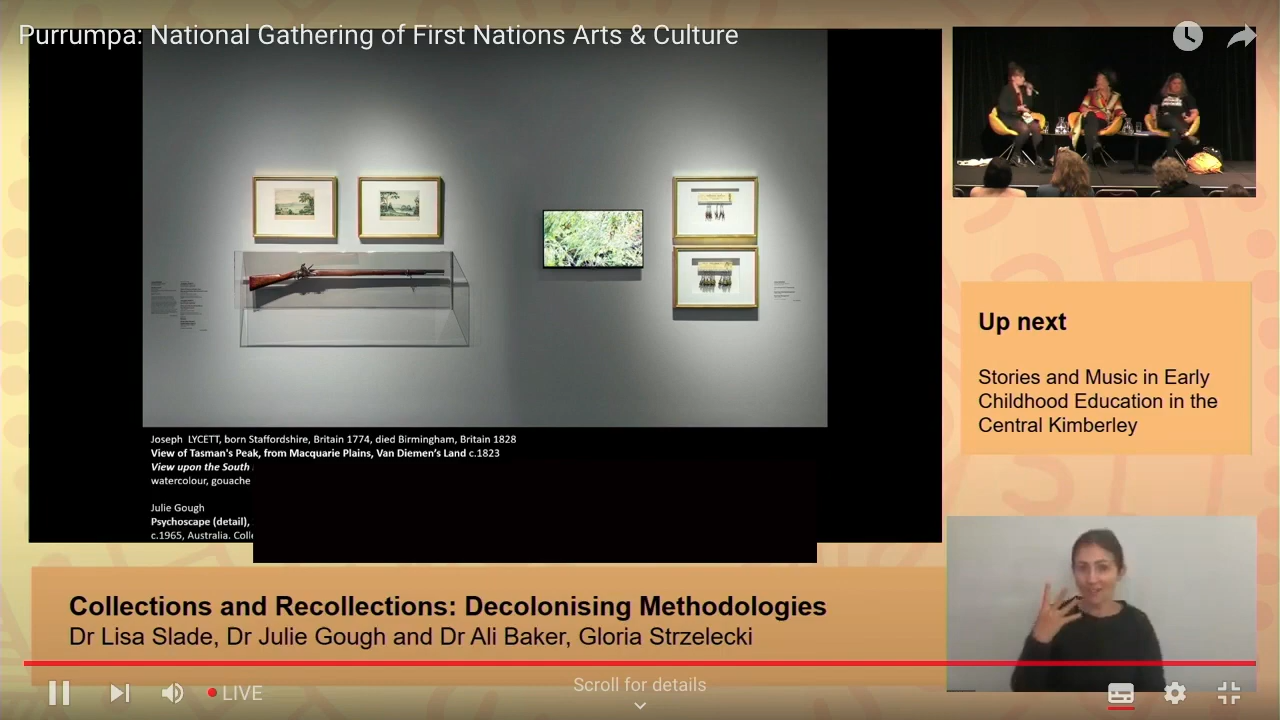 Purrumpa: National Gathering of First Nations Arts & Culture
Joseph LYCETT, born Staffordshire, Britain 1774, died Birmingham, Britain 1828
View of Tasman's Peak, from Macquarie Plains, Van Diemen's Land c.1823
View upon the South
watercolour, gouache
Julie Gough
Psychoscape (detail),
c.1965, Australia.
Up next
Stories and Music in Early
Childhood Education in the
Central Kimberley
Collections and Recollections: Decolonising Methodologies
Dr Lisa Slade, Dr Julie Gough and Dr Ali Baker, Gloria Strzelecki
LIVE
Scroll for details